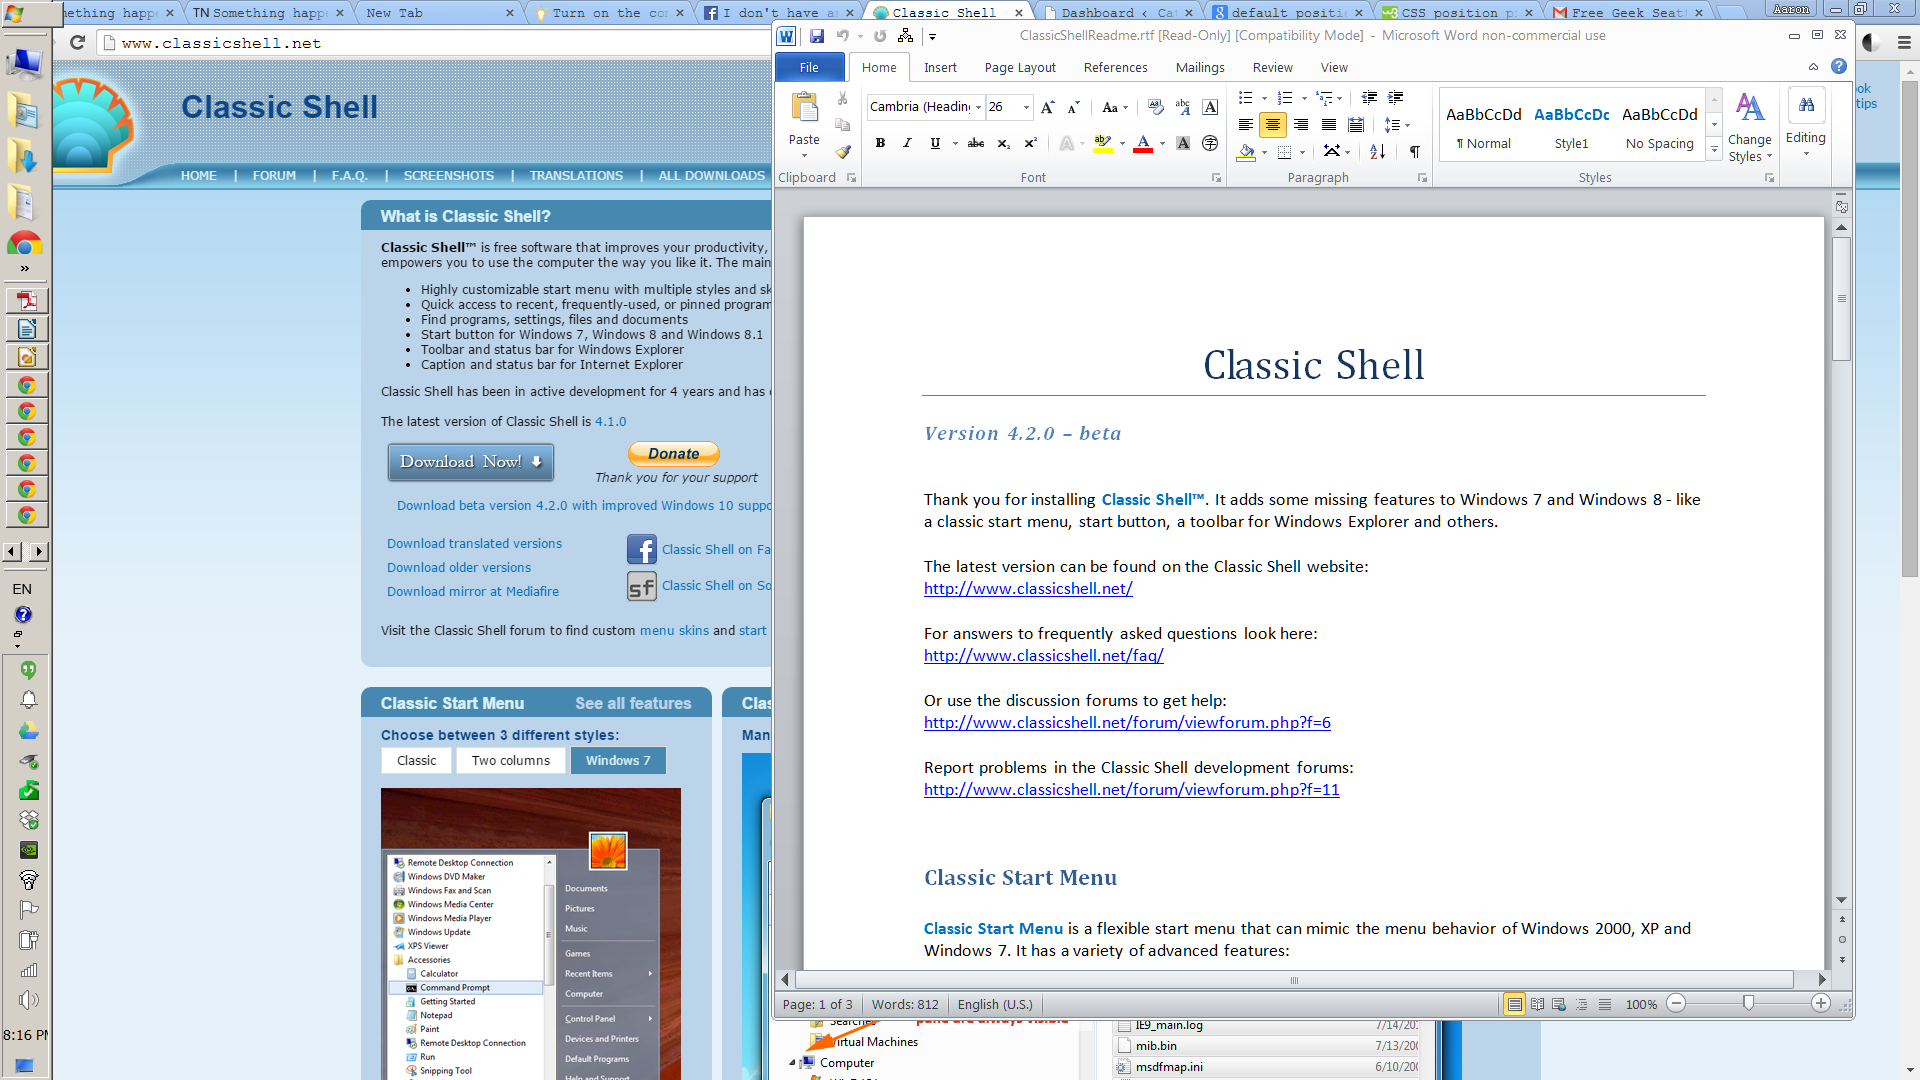 Something happe
TN Something happe
New Tab
Turn on the co
I don't have a
Classic Shell
Dashboard ‹ Ca
default positi
CSS position p
Free Geek Seat
Aaron
www.classicshell.net
Classic Shell
HOME | FORUM | F.A.Q. | SCREENSHOTS | TRANSLATIONS | ALL DOWNLOADS
What is Classic Shell?
Classic Shell™ is free software that improves your productivity,
empowers you to use the computer the way you like it. The main
• Highly customizable start menu with multiple styles and sk
• Quick access to recent, frequently-used, or pinned program
• Find programs, settings, files and documents
• Start button for Windows 7, Windows 8 and Windows 8.1
• Toolbar and status bar for Windows Explorer
• Caption and status bar for Internet Explorer
Classic Shell has been in active development for 4 years and has
The latest version of Classic Shell is 4.1.0
Download Now!
Donate
Thank you for your support
Download beta version 4.2.0 with improved Windows 10 suppo
Download translated versions
Download older versions
Download mirror at Mediafire
Classic Shell on Fa
Classic Shell on So
Visit the Classic Shell forum to find custom menu skins and start
Classic Start Menu
See all features
Choose between 3 different styles:
Classic
Two columns
Windows 7
Remote Desktop Connection
Windows DVD Maker
Windows Fax and Scan
Windows Media Center
Windows Media Player
Windows Update
XPS Viewer
Accessories
Calculator
Command Prompt
Getting Started
Notepad
Paint
Remote Desktop Connection
Run
Snipping Tool
Documents
Pictures
Music
Games
Recent Items
Computer
Control Panel
Devices and Printers
Default Programs
Help and Support
Clas
Man
EN
8:16 PM
ClassicShellReadme.rtf [Read-Only] [Compatibility Mode] - Microsoft Word non-commercial use
File
Home
Insert
Page Layout
References
Mailings
Review
View
Paste
Clipboard
Cambria (Heading
26
Font
Paragraph
AaBbCcDd
¶ Normal
AaBbCcDc
Style1
AaBbCcDd
No Spacing
Change
Styles
Styles
Editing
ook
tips
Classic Shell
Version 4.2.0 – beta
Thank you for installing Classic Shell™. It adds some missing features to Windows 7 and Windows 8 - like
a classic start menu, start button, a toolbar for Windows Explorer and others.
The latest version can be found on the Classic Shell website:
http://www.classicshell.net/
For answers to frequently asked questions look here:
http://www.classicshell.net/faq/
Or use the discussion forums to get help:
http://www.classicshell.net/forum/viewforum.php?f=6
Report problems in the Classic Shell development forums:
http://www.classicshell.net/forum/viewforum.php?f=11
Classic Start Menu
Classic Start Menu is a flexible start menu that can mimic the menu behavior of Windows 2000, XP and
Windows 7. It has a variety of advanced features:
Page: 1 of 3
Words: 812
English (U.S.)
100%
Searches
pane are always visible
Virtual Machines
Computer
IE9_main.log
7/14/20
mib.bin
7/13/200
msdfmap.ini
6/10/200